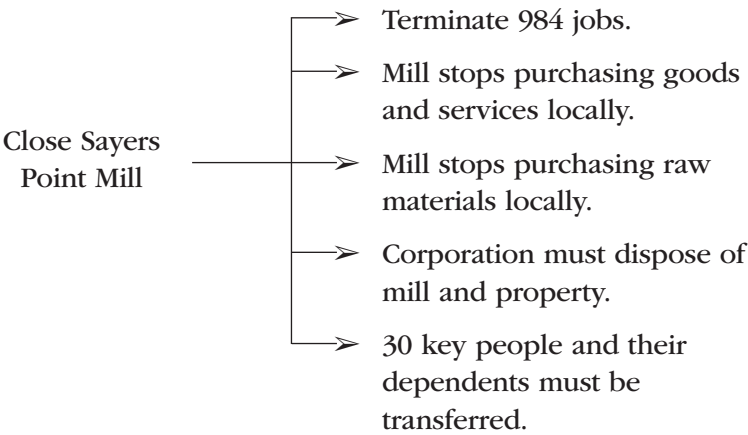 Close Sayers
Point Mill
Terminate 984 jobs.
Mill stops purchasing goods
and services locally.
Mill stops purchasing raw
materials locally.
Corporation must dispose of
mill and property.
30 key people and their
dependents must be
transferred.